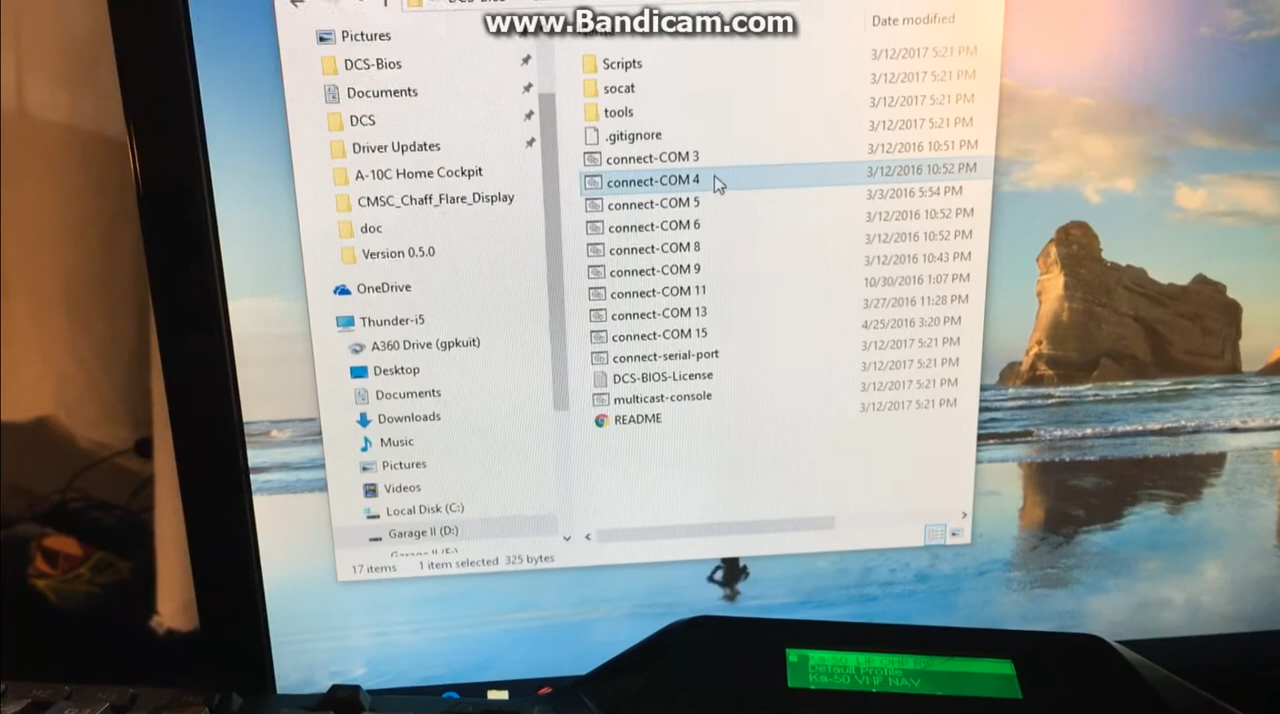 www.Bandicam.com
Date modified
Pictures
DCS-Bios
Documents
DCS
Driver Updates
A-10C Home Cockpit
CMSC_Chaff_Flare_Display
doc
Version 0.5.0
OneDrive
Thunder-i5
A360 Drive (gpkuit)
Desktop
Documents
Downloads
Music
Pictures
Videos
Local Disk (C:)
Garage II (D:)
Scripts
socat
tools
.gitignore
connect-COM 3
connect-COM 4
connect-COM 5
connect-COM 6
connect-COM 8
connect-COM 9
connect-COM 11
connect-COM 13
connect-COM 15
connect-serial-port
DCS-BIOS-License
multicast-console
README
3/12/2017 5:21 PM
3/12/2017 5:21 PM
3/12/2017 5:21 PM
3/12/2017 5:21 PM
3/12/2016 10:51 PM
3/12/2016 10:52 PM
3/3/2016 5:54 PM
3/12/2016 10:52 PM
3/12/2016 10:52 PM
3/12/2016 10:43 PM
10/30/2016 1:07 PM
3/27/2016 11:28 PM
4/25/2016 3:20 PM
3/12/2017 5:21 PM
3/12/2017 5:21 PM
3/12/2017 5:21 PM
3/12/2017 5:21 PM
17 items
1 item selected 325 bytes
Default Profile
Ka-50 VHF NAV